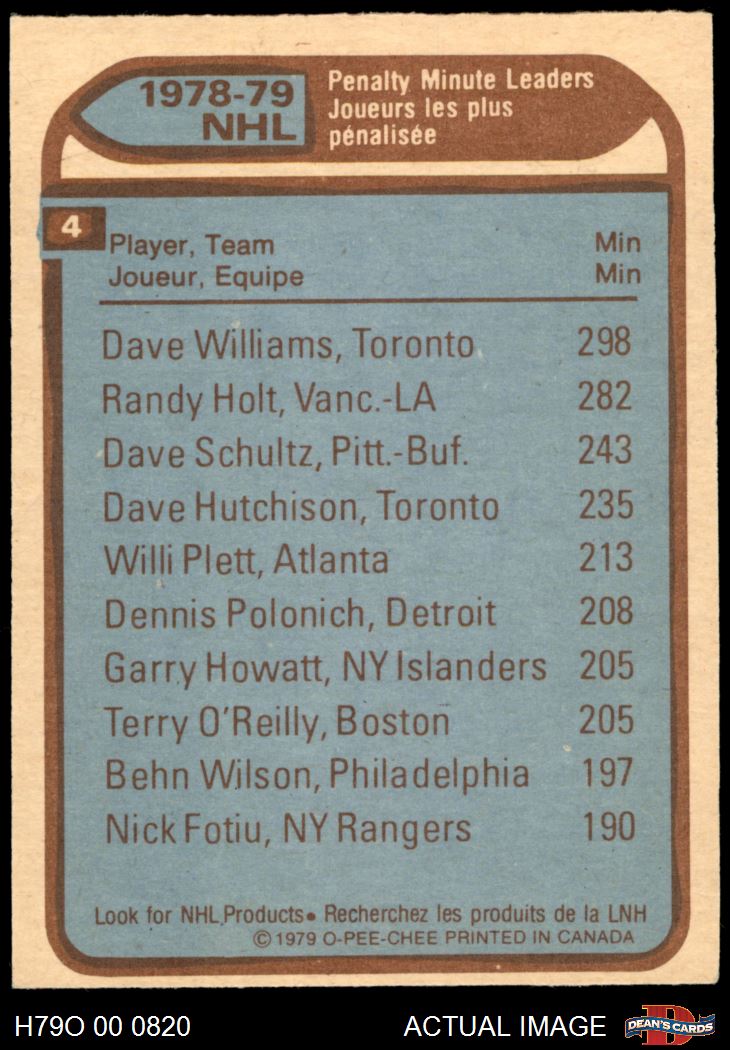 1978-79
NHL
Penalty Minute Leaders
Joueurs les plus
pénalisée
4
Player, Team Min
Joueur, Equipe Min
Dave Williams, Toronto 298
Randy Holt, Vanc.-LA 282
Dave Schultz, Pitt.-Buf. 243
Dave Hutchison, Toronto 235
Willi Plett, Atlanta 213
Dennis Polonich, Detroit 208
Garry Howatt, NY Islanders 205
Terry O'Reilly, Boston 205
Behn Wilson, Philadelphia 197
Nick Fotiu, NY Rangers 190
Look for NHL Products • Recherchez les produits de la LNH
© 1979 O-PEE-CHEE PRINTED IN CANADA
H79O 00 0820 ACTUAL IMAGE
D
DEAN'S CARDS